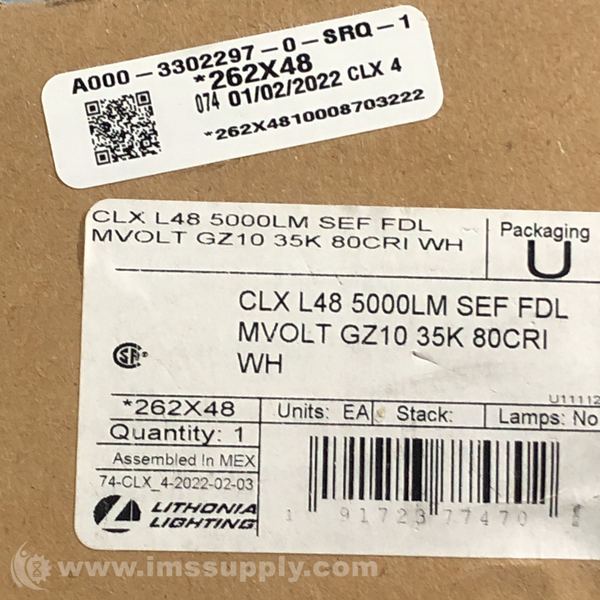 A000-3302297-0-SRQ-1
*262X48
074 01/02/2022 CLX 4
*262X4810008703222
CLX L48 5000LM SEF FDL
MVOLT GZ10 35K 80CRI WH
Packaging
U
CLX L48 5000LM SEF FDL
MVOLT GZ10 35K 80CRI
WH
U11112
*262X48
Units: EA
Stack:
Lamps: No
Quantity: 1
Assembled In MEX
74-CLX_4-2022-02-03
LITHONIA
LIGHTING
1 91723 77470
www.imssupply.com